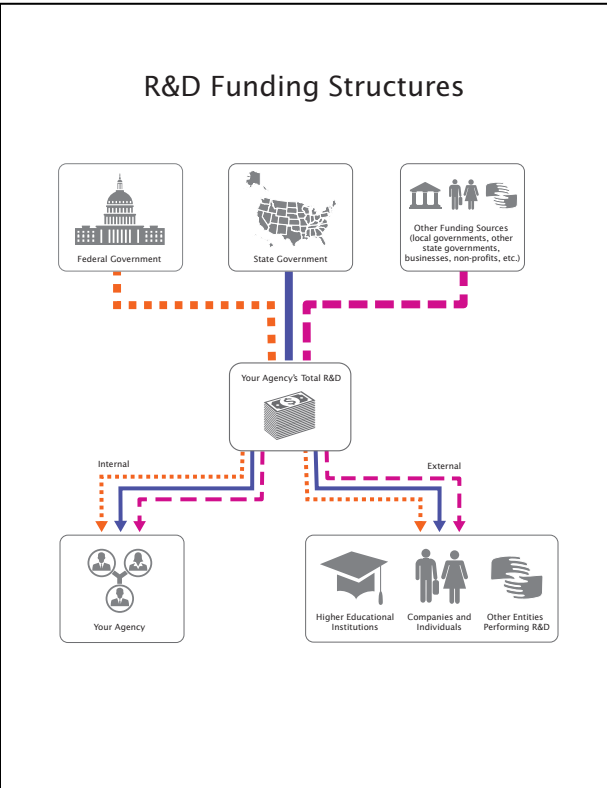 R&D Funding Structures
Federal Government
State Government
Other Funding Sources
(local governments, other
state governments,
businesses, non-profits, etc.)
Your Agency's Total R&D
$
Internal
External
Your Agency
Higher Educational
Institutions
Companies and
Individuals
Other Entities
Performing R&D